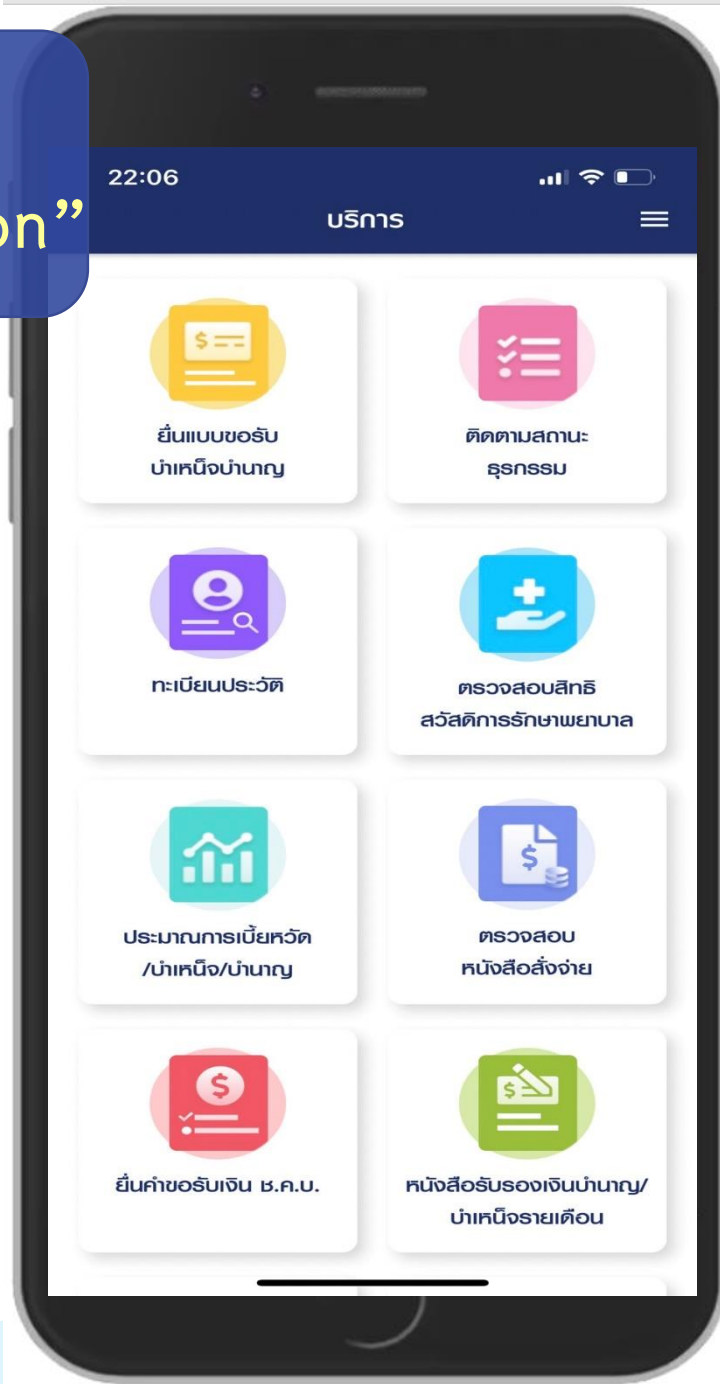 on”
22:06
บริการ
ยื่นแบบขอรับ
บำเหน็จบำนาญ
ติดตามสถานะ
ธุรกรรม
ทะเบียนประวัติ
ตรวจสอบสิทธิ
สวัสดิการรักษาพยาบาล
ประมาณการเบี้ยหวัด
/บำเหน็จ/บำนาญ
ตรวจสอบ
หนังสือสั่งจ่าย
ยื่นคำขอรับเงิน ช.ค.บ.
หนังสือรับรองเงินบำนาญ/
บำเหน็จรายเดือน